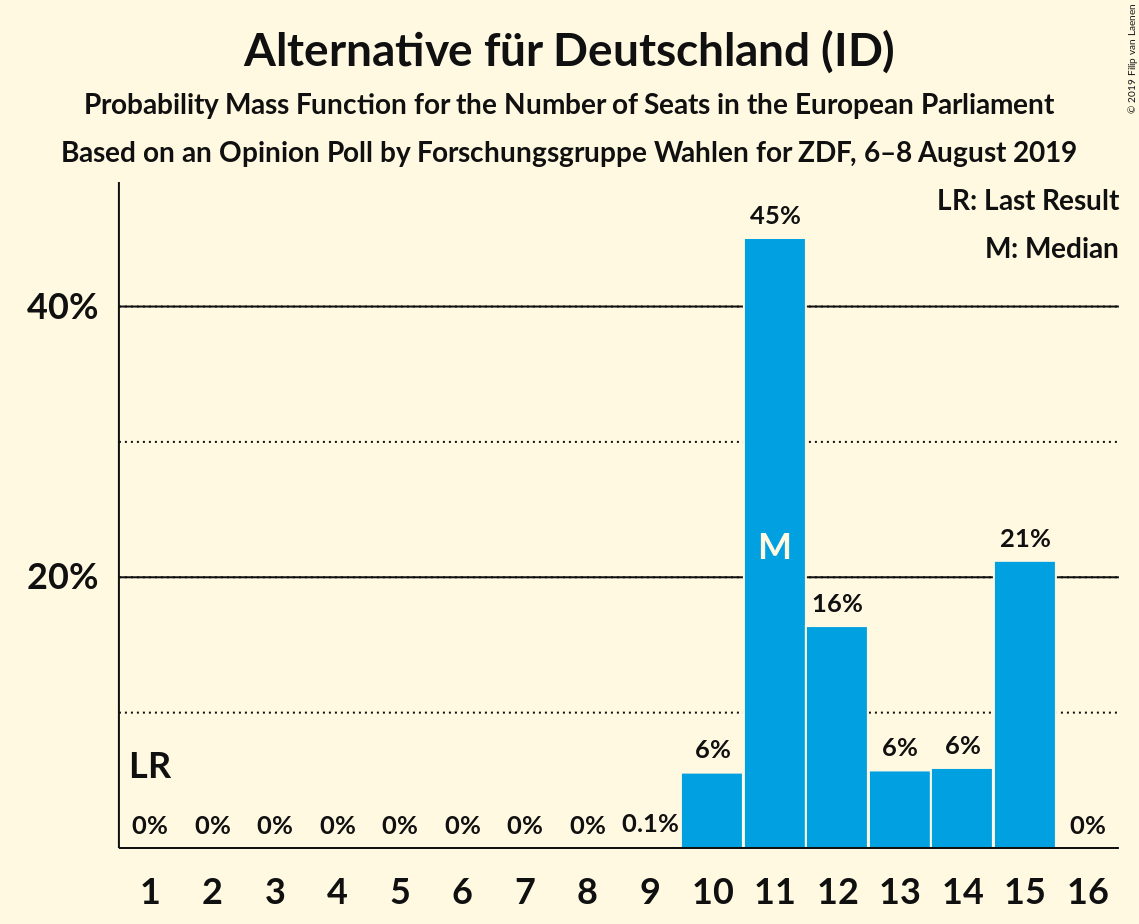 Alternative für Deutschland (ID)
Probability Mass Function for the Number of Seats in the European Parliament
Based on an Opinion Poll by Forschungsgruppe Wahlen for ZDF, 6–8 August 2019
© 2019 Filip van Laenen
LR: Last Result
M: Median
45%
40%
M
21%
20%
16%
6% 6% 6%
LR
0% 0% 0% 0% 0% 0% 0% 0% 0.1% 0%
1 2 3 4 5 6 7 8 9 10 11 12 13 14 15 16